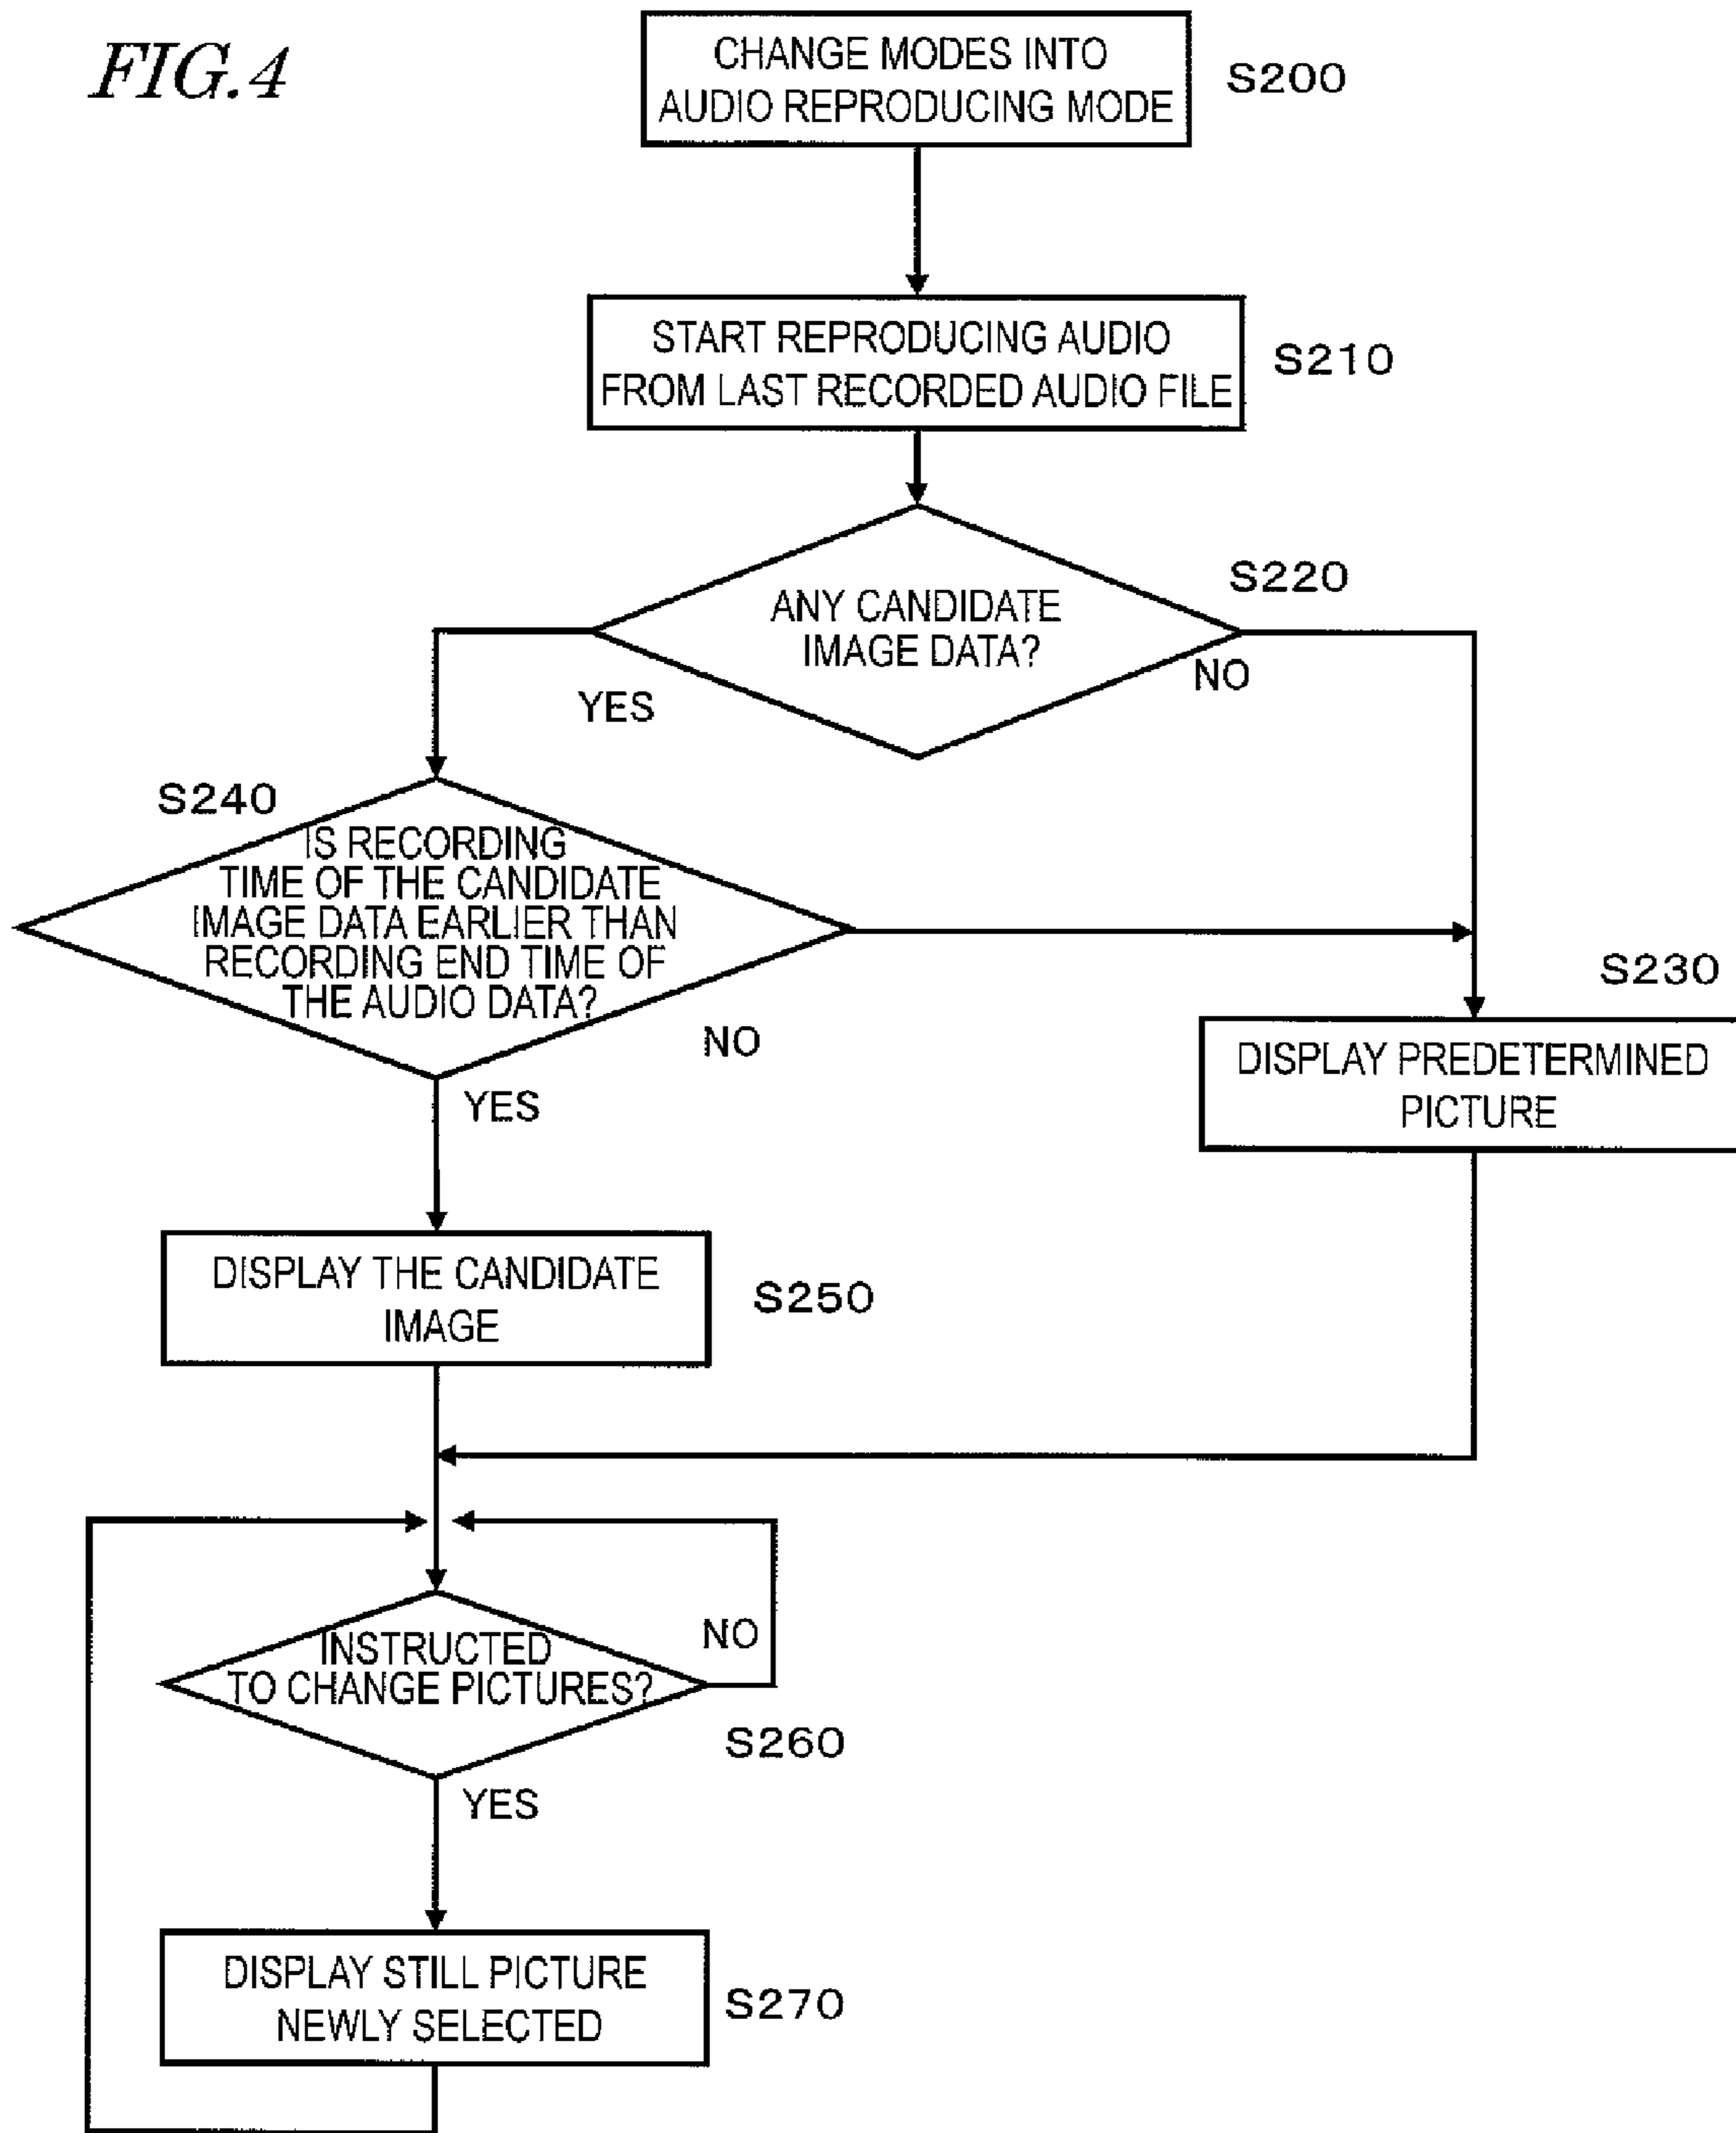 FIG.4
CHANGE MODES INTO
AUDIO REPRODUCING MODE
S200
START REPRODUCING AUDIO
FROM LAST RECORDED AUDIO FILE
S210
ANY CANDIDATE
IMAGE DATA?
S220
YES
NO
S240
IS RECORDING
TIME OF THE CANDIDATE
IMAGE DATA EARLIER THAN
RECORDING END TIME OF
THE AUDIO DATA?
NO
YES
S230
DISPLAY PREDETERMINED
PICTURE
DISPLAY THE CANDIDATE
IMAGE
S250
INSTRUCTED
TO CHANGE PICTURES?
NO
S260
YES
DISPLAY STILL PICTURE
NEWLY SELECTED
S270